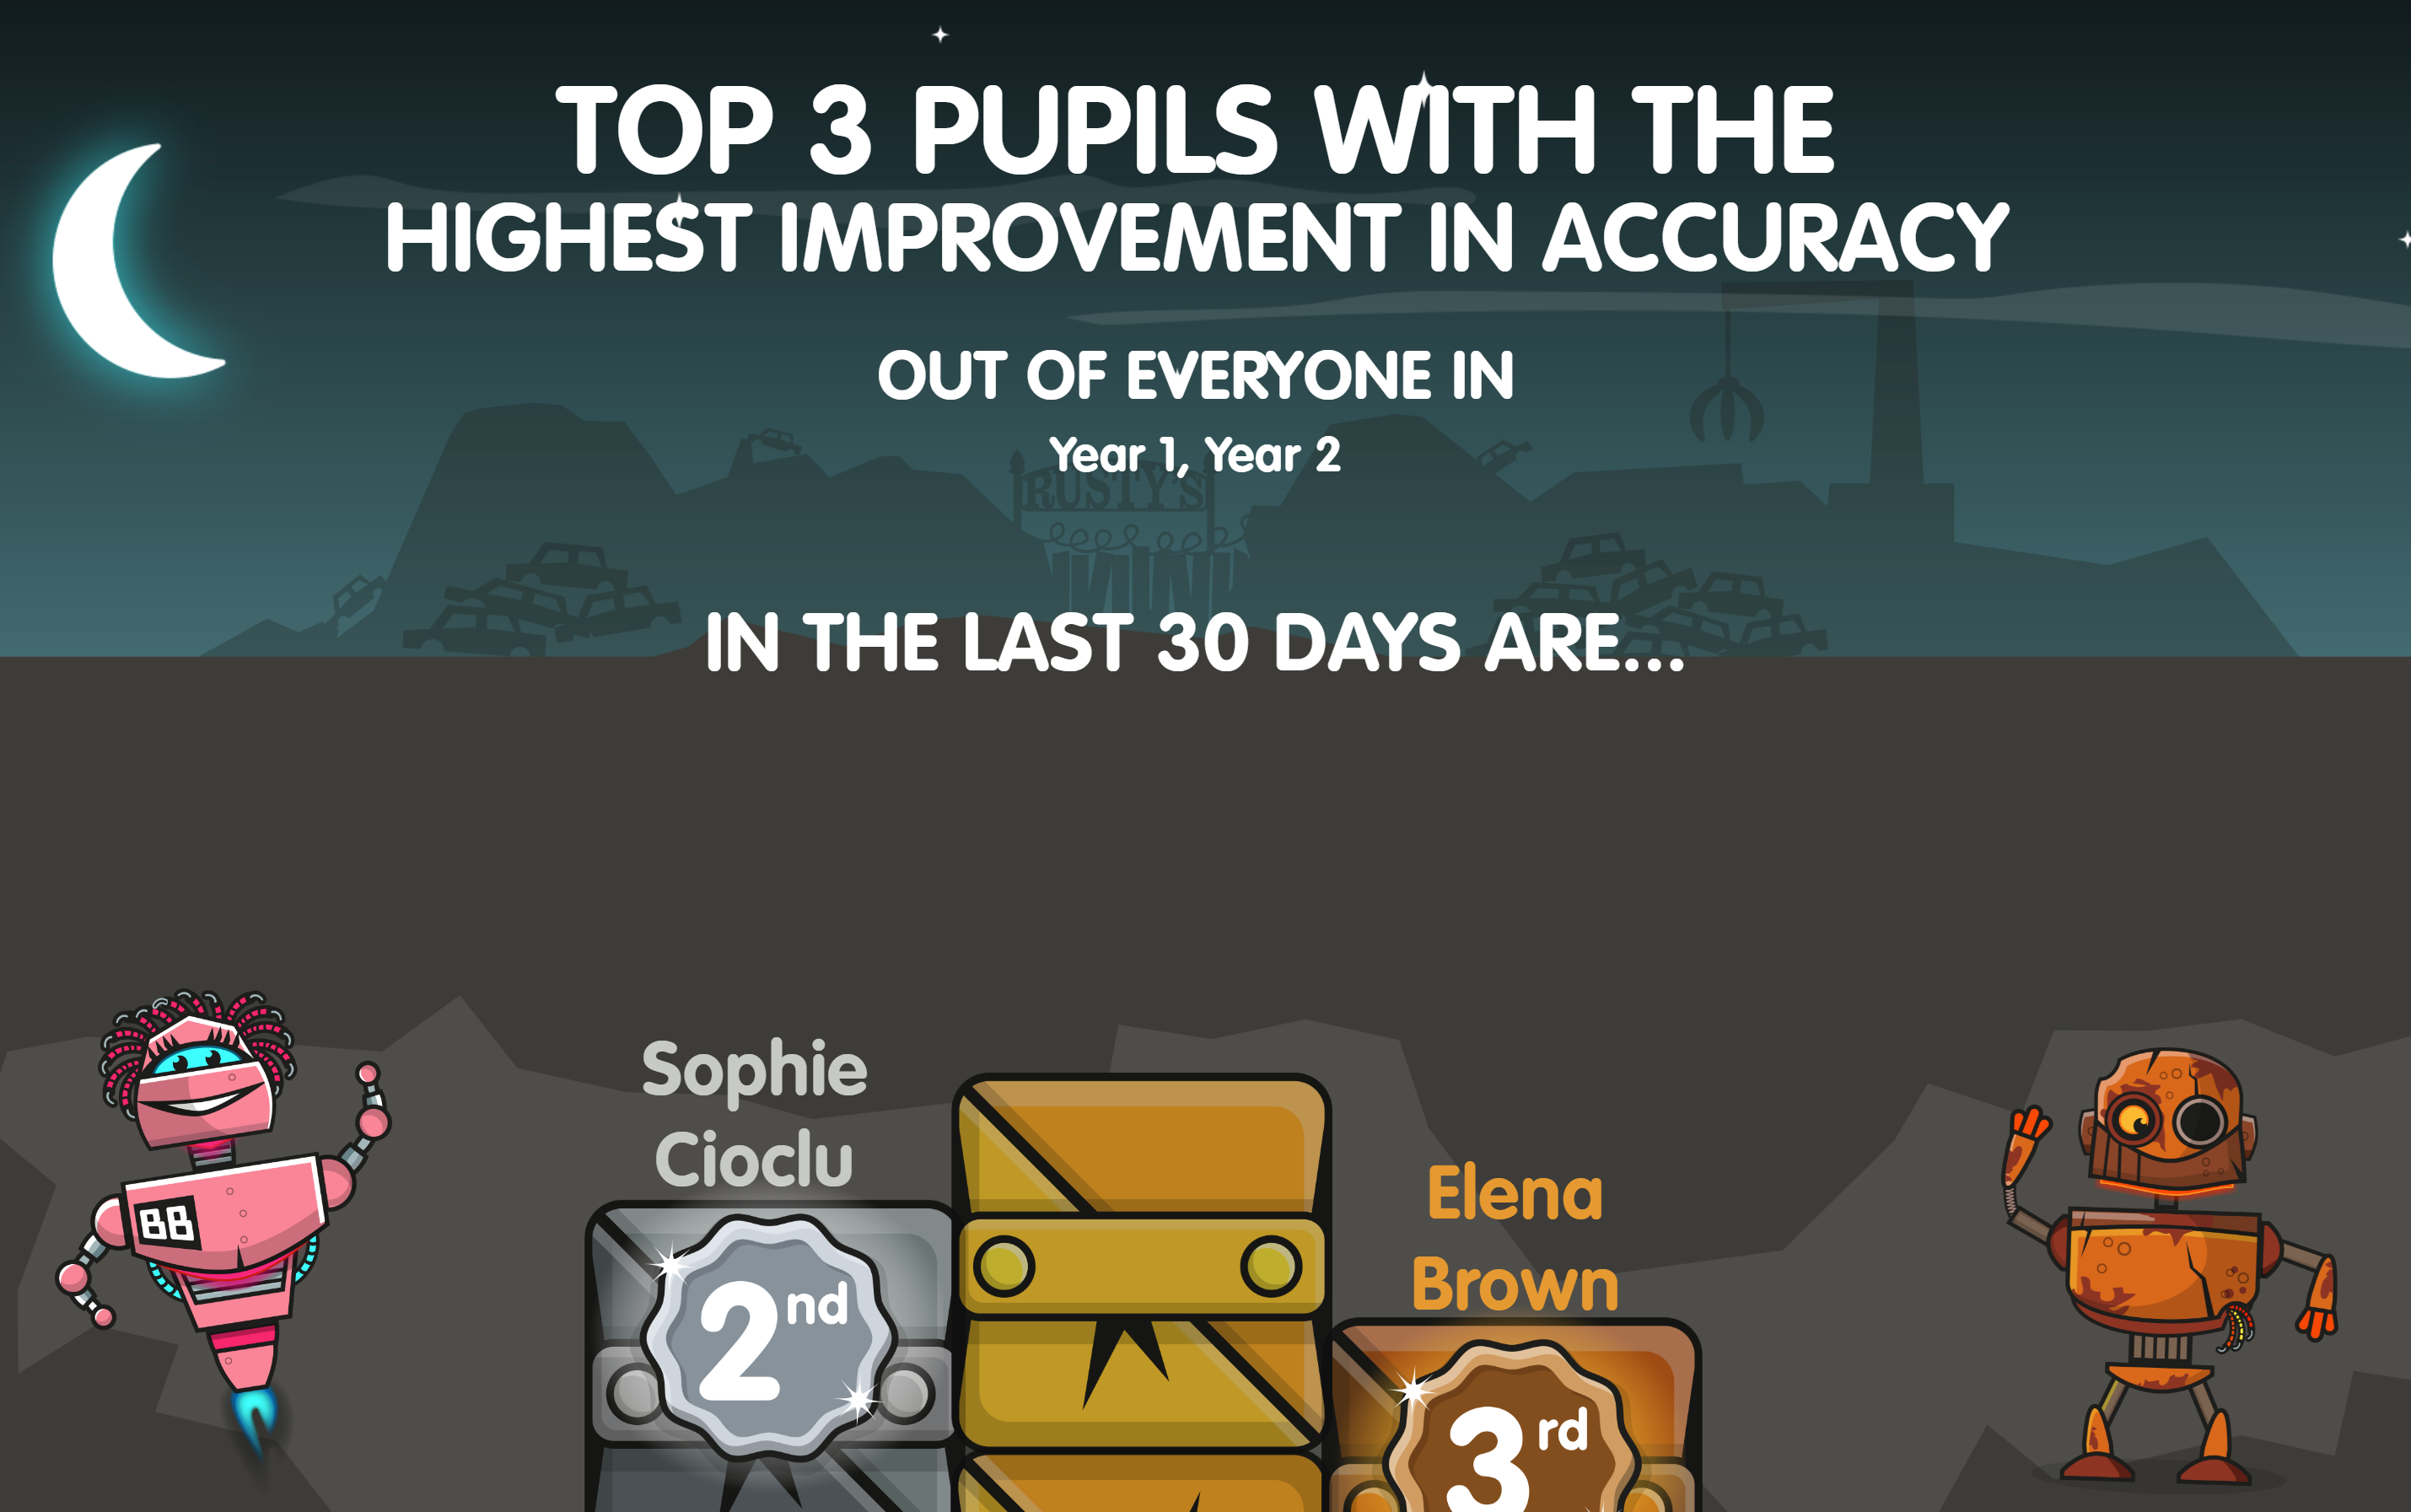 TOP 3 PUPILS WITH THE
HIGHEST IMPROVEMENT IN ACCURACY
OUT OF EVERYONE IN
Year 1, Year 2
RUSTY'S
IN THE LAST 30 DAYS ARE...
Sophie
Cioclu
Elena
Brown
BB
2nd
3rd